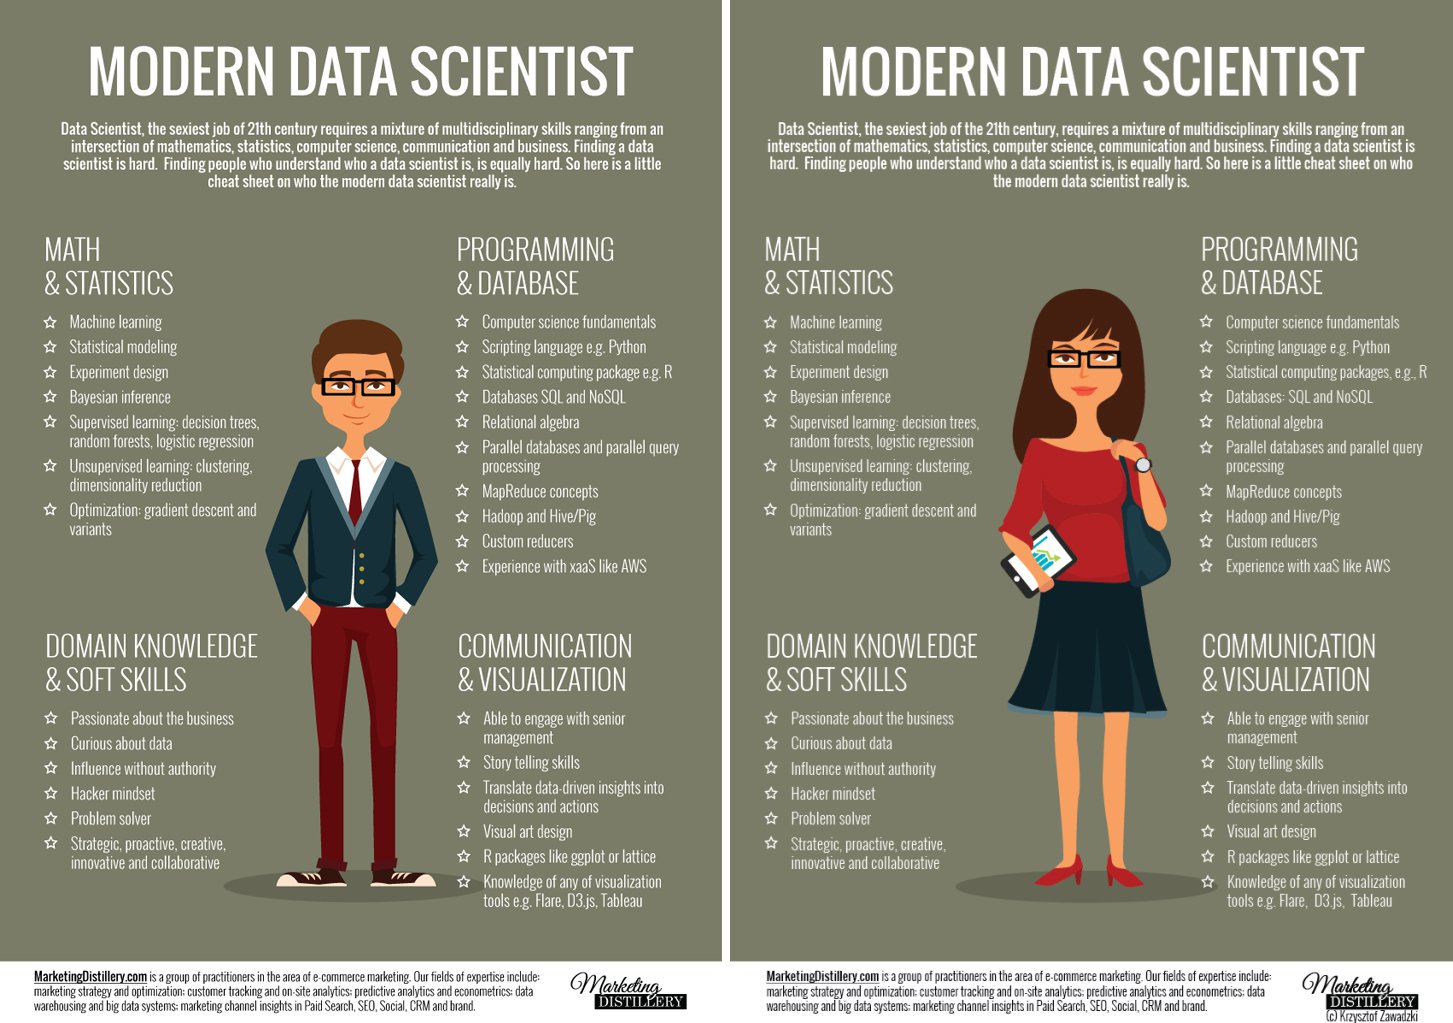 MODERN DATA SCIENTIST
Data Scientist, the sexiest job of 21th century requires a mixture of multidisciplinary skills ranging from an
intersection of mathematics, statistics, computer science, communication and business. Finding a data
scientist is hard. Finding people who understand who a data scientist is, is equally hard. So here is a little
cheat sheet on who the modern data scientist really is.
MATH
& STATISTICS
Machine learning
Statistical modeling
Experiment design
Bayesian inference
Supervised learning: decision trees,
random forests, logistic regression
Unsupervised learning: clustering,
dimensionality reduction
Optimization: gradient descent and
variants
PROGRAMMING
& DATABASE
Computer science fundamentals
Scripting language e.g. Python
Statistical computing package e.g. R
Databases SQL and NoSQL
Relational algebra
Parallel databases and parallel query
processing
MapReduce concepts
Hadoop and Hive/Pig
Custom reducers
Experience with xaaS like AWS
DOMAIN KNOWLEDGE
& SOFT SKILLS
Passionate about the business
Curious about data
Influence without authority
Hacker mindset
Problem solver
Strategic, proactive, creative,
innovative and collaborative
COMMUNICATION
& VISUALIZATION
Able to engage with senior
management
Story telling skills
Translate data-driven insights into
decisions and actions
Visual art design
R packages like ggplot or lattice
Knowledge of any of visualization
tools e.g. Flare, D3.js, Tableau
MarketingDistillery.com is a group of practitioners in the area of e-commerce marketing. Our fields of expertise include:
marketing strategy and optimization: customer tracking and on-site analytics: predictive analytics and econometrics: data
warehousing and big data systems: marketing channel insights in Paid Search, SEO, Social, CRM and brand.
Marketing
DISTILLERY
MODERN DATA SCIENTIST
Data Scientist, the sexiest job of the 21th century, requires a mixture of multidisciplinary skills ranging from an
intersection of mathematics, statistics, computer science, communication and business. Finding a data scientist is
hard. Finding people who understand who a data scientist is, is equally hard. So here is a little cheat sheet on who
the modern data scientist really is.
MATH
& STATISTICS
Machine learning
Statistical modeling
Experiment design
Bayesian inference
Supervised learning: decision trees,
random forests, logistic regression
Unsupervised learning: clustering,
dimensionality reduction
Optimization: gradient descent and
variants
PROGRAMMING
& DATABASE
Computer science fundamentals
Scripting language e.g. Python
Statistical computing packages, e.g., R
Databases: SQL and NoSQL
Relational algebra
Parallel databases and parallel query
processing
MapReduce concepts
Hadoop and Hive/Pig
Custom reducers
Experience with xaaS like AWS
DOMAIN KNOWLEDGE
& SOFT SKILLS
Passionate about the business
Curious about data
Influence without authority
Hacker mindset
Problem solver
Strategic, proactive, creative,
innovative and collaborative
COMMUNICATION
& VISUALIZATION
Able to engage with senior
management
Story telling skills
Translate data-driven insights into
decisions and actions
Visual art design
R packages like ggplot or lattice
Knowledge of any of visualization
tools e.g. Flare, D3.js, Tableau
MarketingDistillery.com is a group of practitioners in the area of e-commerce marketing. Our fields of expertise include:
marketing strategy and optimization: customer tracking and on-site analytics: predictive analytics and econometrics: data
warehousing and big data systems: marketing channel insights in Paid Search, SEO, Social, CRM and brand.
Marketing
DISTILLERY
(c) Krzysztof Zawadzki